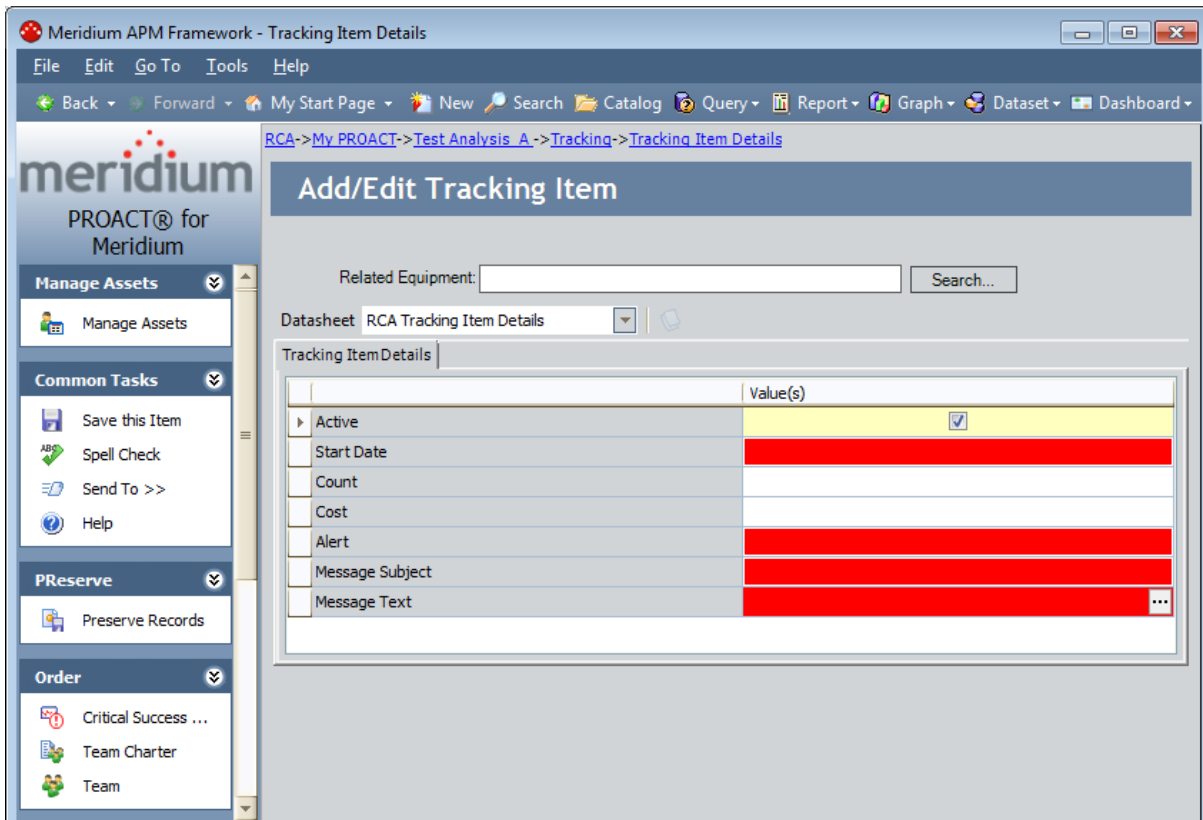 Meridium APM Framework - Tracking Item Details
File Edit Go To Tools Help
Back Forward My Start Page New Search Catalog Query Report Graph Dataset Dashboard
RCA->My PROACT->Test Analysis A ->Tracking->Tracking Item Details
meridium
PROACT® for
Meridium
Manage Assets
Manage Assets
Common Tasks
Save this Item
ABC
Spell Check
Send To >>
Help
PReserve
Preserve Records
Order
Critical Success ...
Team Charter
Team
Add/Edit Tracking Item
Related Equipment:
Search...
Datasheet RCA Tracking Item Details
Tracking Item Details
Value(s)
Active
Start Date
Count
Cost
Alert
Message Subject
Message Text
...